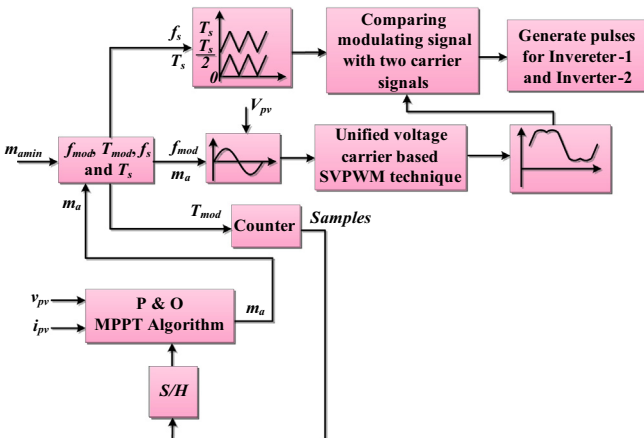 f_s
T_s
T_s
T_s
2
0
Comparing
modulating signal
with two carrier
signals
Generate pulses
for Invereter-1
and Inverter-2
V_pv
m_amin
f_mod, T_mod, f_s
and T_s
f_mod
m_a
Unified voltage
carrier based
SVPWM technique
m_a
T_mod
Counter
Samples
v_pv
i_pv
P & O
MPPT Algorithm
m_a
S/H